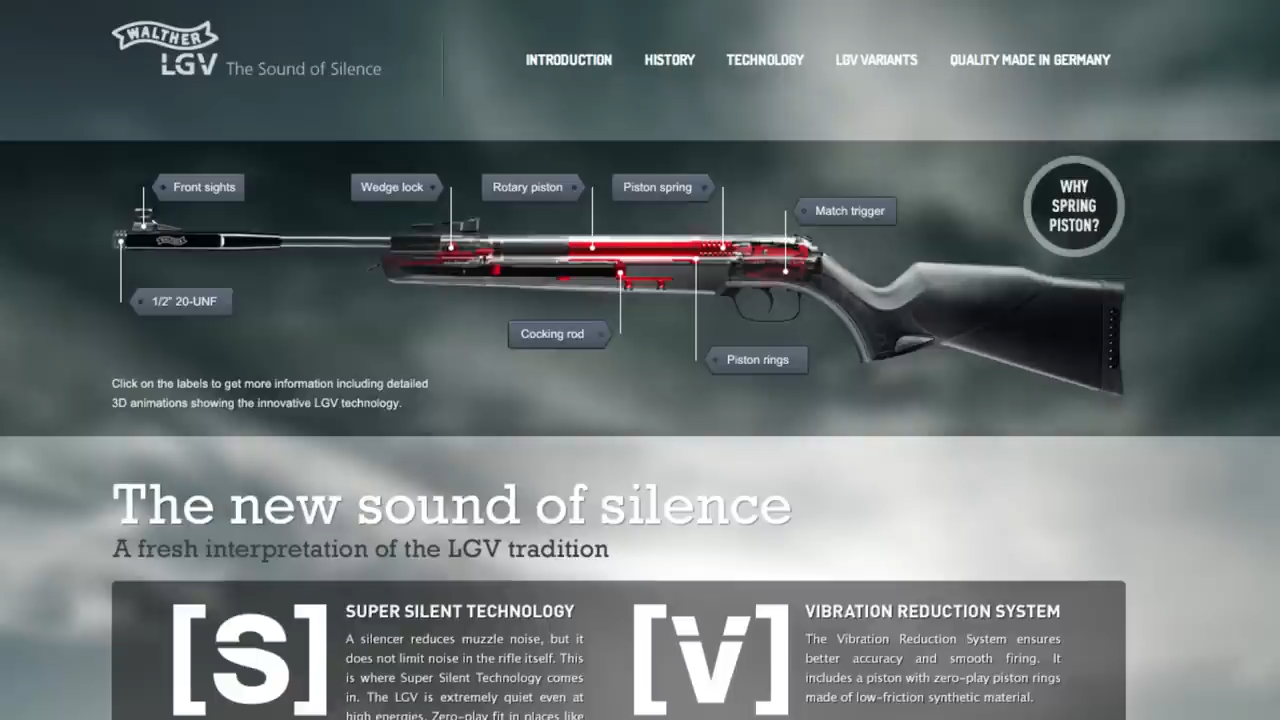 WALTHER
LGV The Sound of Silence
INTRODUCTION
HISTORY
TECHNOLOGY
LGV VARIANTS
QUALITY MADE IN GERMANY
Front sights
Wedge lock
Rotary piston
Piston spring
Match trigger
WHY
SPRING
PISTON?
WALTHER
1/2" 20-UNF
Cocking rod
Piston rings
Click on the labels to get more information including detailed
3D animations showing the innovative LGV technology.
The new sound of silence
A fresh interpretation of the LGV tradition
[S]
SUPER SILENT TECHNOLOGY
A silencer reduces muzzle noise, but it
does not limit noise in the rifle itself. This
is where Super Silent Technology comes
in. The LGV is extremely quiet even at
high energies. Zero-play fit in places like
[V]
VIBRATION REDUCTION SYSTEM
The Vibration Reduction System ensures
better accuracy and smooth firing. It
includes a piston with zero-play piston rings
made of low-friction synthetic material.